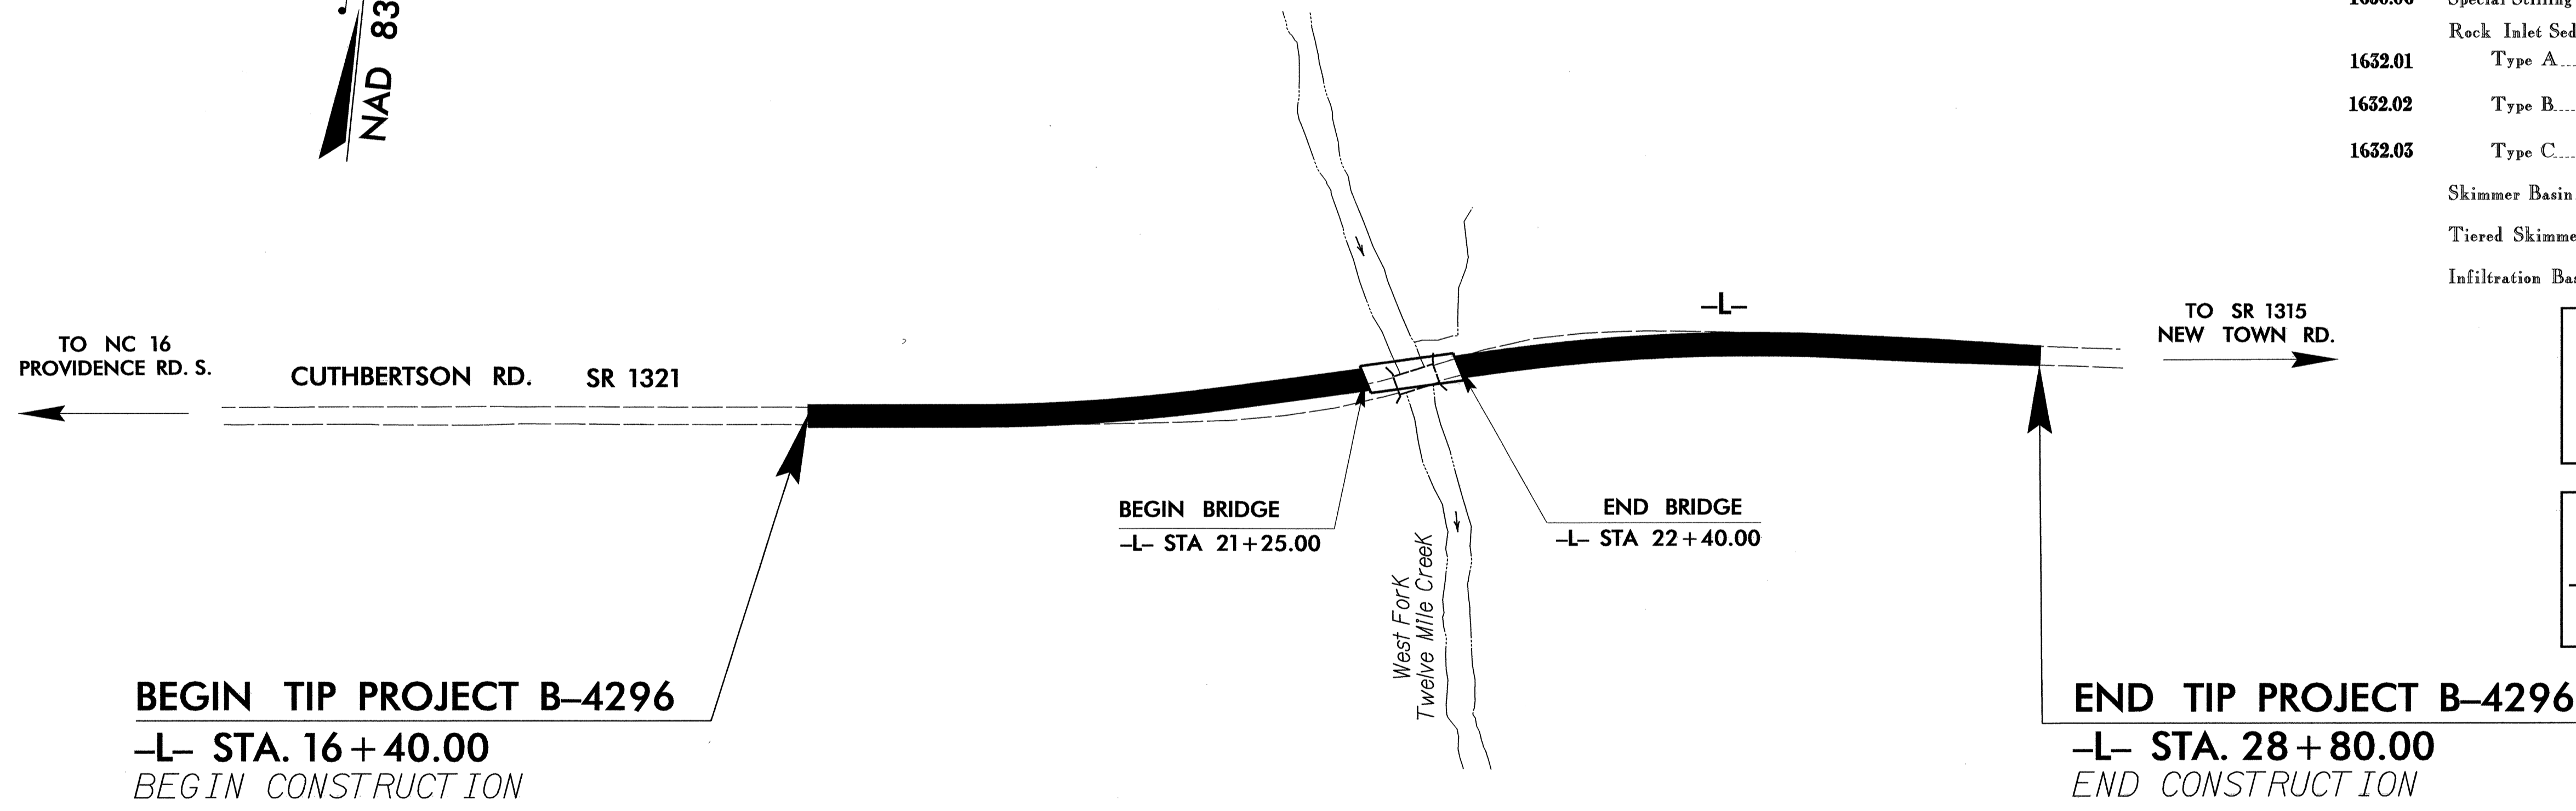 NAD 83
Rock Inlet Sed
1632.01 Type A
1632.02 Type B
1632.03 Type C
Skimmer Basin
Tiered Skimme
Infiltration Bas
–L–
TO SR 1315
NEW TOWN RD.
TO NC 16
PROVIDENCE RD. S.
CUTHBERTSON RD. SR 1321
BEGIN BRIDGE
–L– STA 21+25.00
END BRIDGE
–L– STA 22+40.00
West Fork
Twelve Mile Creek
BEGIN TIP PROJECT B–4296
–L– STA. 16+40.00
BEGIN CONSTRUCTION
END TIP PROJECT B–4296
–L– STA. 28+80.00
END CONSTRUCTION